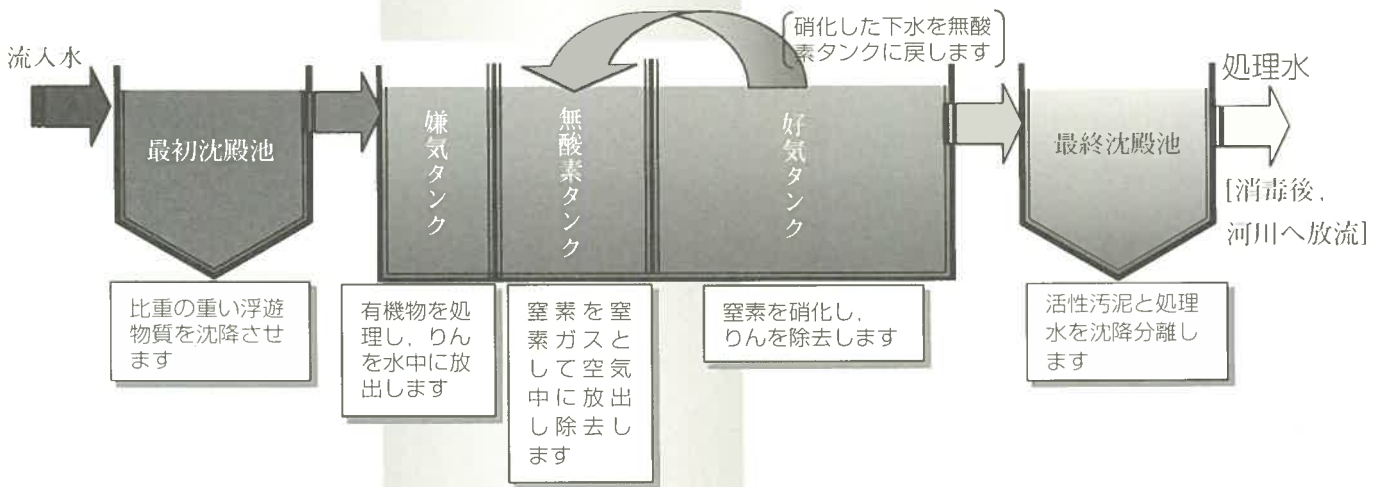 硝化した下水を無酸
素タンクに戻します
流入水
処理水
最初沈殿池
嫌気タンク
無酸素タンク
好気タンク
最終沈殿池
[消毒後，
河川へ放流]
比重の重い浮遊
物質を沈降させ
ます
有機物を処
理し，りん
を水中に放
出します
窒素を窒
素ガスと
して空気
中に放出
し除去し
ます
窒素を硝化し，
りんを除去します
活性汚泥と処理
水を沈降分離し
ます